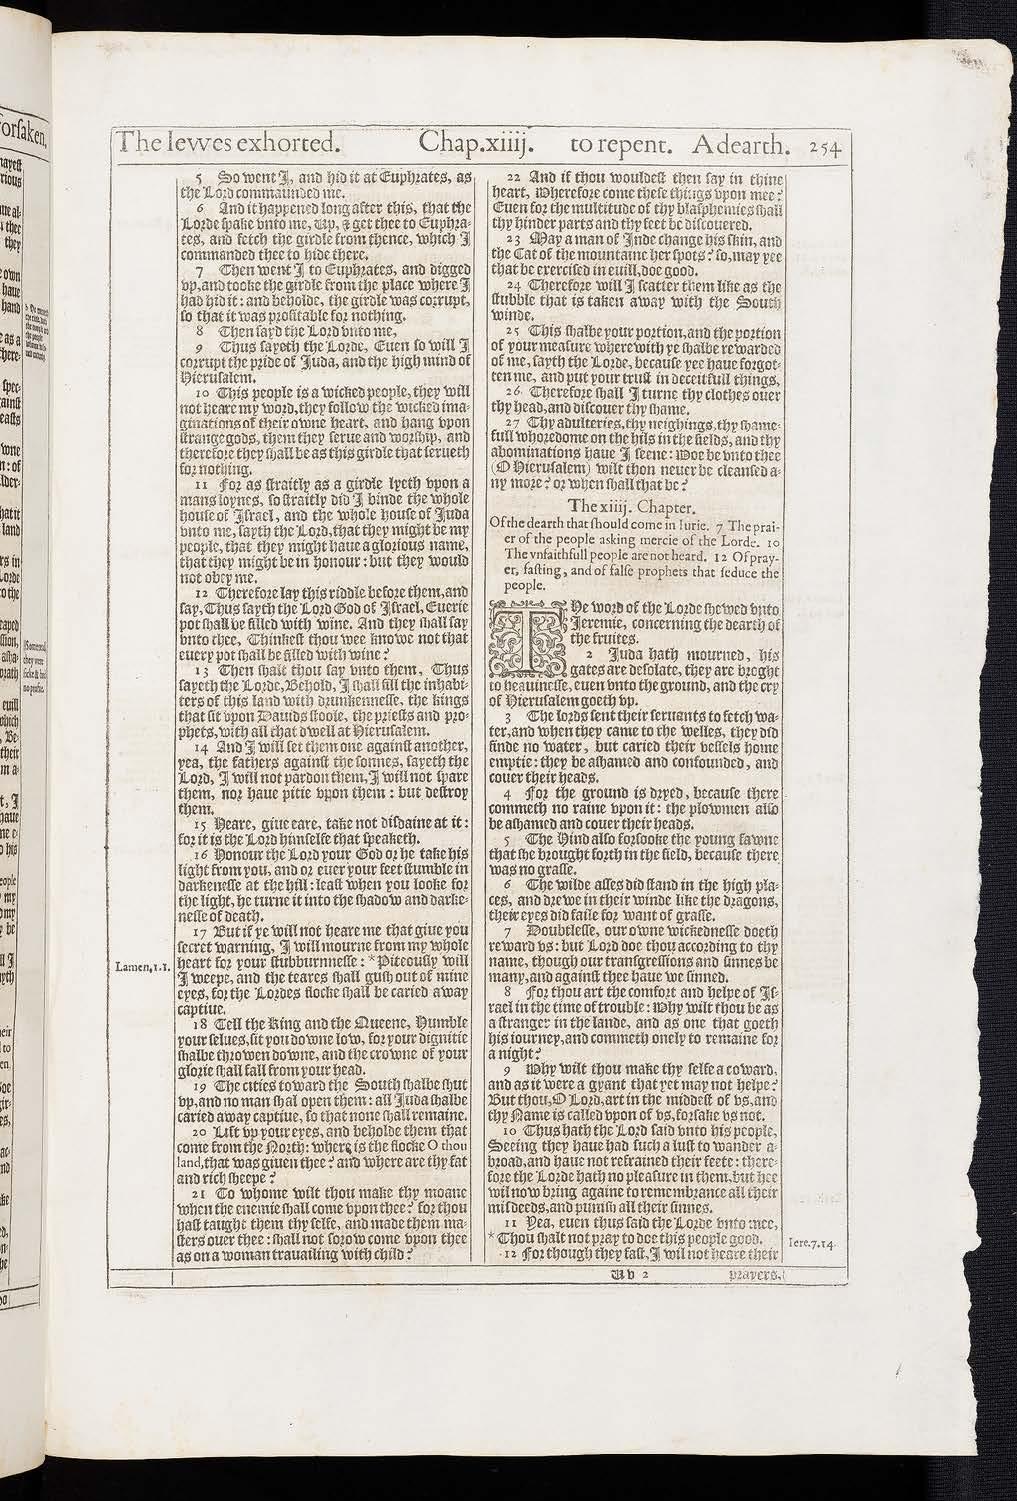 The Iewes exhorted. Chap.xiiij. to repent. A dearth. 254
5 So went I, and hid it at Euphrates, as
the Lord commaunded me.
6 And it happened long after this, that the
Lorde spake vnto me, Up, & get thee to Euphra-
tes, and fetch the girdle from thence, which I
commanded thee to hide there.
7 Then went I to Euphrates, and digged
vp, and tooke the girdle from the place where I
had hid it: and beholde, the girdle was corrupt,
so that it was profitable for nothing.
8 Then sayd the Lord vnto me,
9 Thus sayeth the Lorde, Euen so will I
corrupt the pride of Juda, and the high mind of
Hierusalem.
10 This people is a wicked people, they will
not heare my word, they follow the wicked ima-
ginations of their owne heart, and hang vpon
strange gods, them they serue and worship, and
therefore they shall be as this girdle that serueth
for nothing.
11 For as straitly as a girdle lyeth vpon a
mans loynes, so straitly did I binde the whole
house of Israel, and the whole house of Juda
vnto me, sayth the Lord, that they might be my
people, that they might haue a glorious name,
that they might be in honour: but they would
not obey me.
12 Therefore lay this riddle before them, and
say, Thus sayth the Lord God of Israel, Euerie
pot shall be filled with wine. And they shall say
vnto thee, Thinkest thou wee knowe not that
euery pot shall be filled with wine?
13 Then shalt thou say vnto them, Thus
sayeth the Lorde, Behold, I shall fill the inhabi-
ters of this land with drunkennesse, the kings
that sit vpon Dauids stoole, the priests and pro-
phets, with all that dwell at Hierusalem.
14 And I will set them one against another,
yea, the fathers against the sonnes, sayeth the
Lord, I will not pardon them, I will not spare
them, nor haue pitie vpon them: but destroy
them.
15 Heare, giue eare, take not disdaine at it:
for it is the Lord himselfe that speaketh.
16 Honour the Lord your God or he take his
light from you, and or euer your feet stumble in
darkenesse at the hill: least when you looke for
the light, he turne it into the shadow and darke-
nesse of death.
17 But if ye will not heare me that giue you
secret warning, I will mourne from my whole
heart for your stubburnnesse: *Piteously will
Lamen.1.1.
I weepe, and the teares shall gush out of mine
eyes, for the Lordes flocke shall be caried away
captiue.
18 Tell the King and the Queene, Humble
your selues, sit you downe low, for your dignitie
shalbe throwen downe, and the crowne of your
glorie shall fall from your head.
19 The cities toward the South shalbe shut
vp, and no man shal open them: all Juda shalbe
caried away captiue, so that none shall remaine.
20 Lift vp your eyes, and beholde them that
come from the North: where is the flocke O thou
land, that was giuen thee? and where are thy fat
and rich sheepe?
21 To whome wilt thou make thy moane
when the enemie shall come vpon thee? for thou
hast taught them thy selfe, and made them ma-
sters ouer thee: shall not sorow come vpon thee
as on a woman trauailing with child?
22 And if thou wouldest then say in thine
heart, Wherefore come these things vpon mee?
Euen for the multitude of thy blasphemies shall
thy hinder parts and thy feet be discouered.
23 May a man of Inde change his skin, and
the Cat of the mountaine her spots? so, may yee
that be exercised in euill, doe good.
24 Therefore will I scatter them like as the
stubble that is taken away with the South
winde.
25 This shalbe your portion, and the portion
of your measure wherewith ye shalbe rewarded
of me, sayth the Lorde, because yee haue forgot-
ten me, and put your trust in deceitfull things.
26 Therefore shall I turne thy clothes ouer
thy head, and discouer thy shame.
27 Thy adulteries, thy neighings, thy shame-
full whoredome on the hils in the fields, and thy
abominations haue I seene: Woe be vnto thee
(O Hierusalem) wilt thou neuer be cleansed a-
ny more? or when shall that be?
The xiiij. Chapter.
Of the dearth that should come in Iurie. 7 The prai-
er of the people asking mercie of the Lorde. 10
The vnfaithfull people are not heard. 12 Of pray-
er, fasting, and of false prophets that seduce the
people.
THe word of the Lorde shewed vnto
Jeremie, concerning the dearth of
the fruites.
2 Juda hath mourned, his
gates are desolate, they are broght
to heauinesse, euen vnto the ground, and the cry
of Hierusalem goeth vp.
3 The lords sent their seruants to fetch wa-
ter, and when they came to the welles, they did
finde no water, but caried their vessels home
emptie: they be ashamed and confounded, and
couer their heads.
4 For the ground is dryed, because there
commeth no raine vpon it: the plowmen also
be ashamed and couer their heads.
5 The Hind also forsooke the young fawne
that she brought forth in the field, because there
was no grasse.
6 The wilde asses did stand in the high pla-
ces, and drewe in their winde like the dragons,
their eyes did faile for want of grasse.
7 Doubtlesse, our owne wickednesse doeth
reward vs: but Lord doe thou according to thy
name, though our transgressions and sinnes be
many, and against thee haue we sinned.
8 For thou art the comfort and helpe of Is-
rael in the time of trouble: Why wilt thou be as
a stranger in the lande, and as one that goeth
his iourney, and commeth onely to remaine for
a night?
9 Why wilt thou make thy selfe a coward,
and as it were a gyant that yet may not helpe?
But thou, O Lord, art in the middest of vs, and
thy Name is called vpon of vs, forsake vs not.
10 Thus hath the Lord said vnto his people,
Seeing they haue had such a lust to wander a-
broad, and haue not refrained their feete: there-
fore the Lorde hath no pleasure in them, but hee
wil now bring againe to remembrance all their
misdeeds, and punish all their sinnes.
11 Yea, euen thus said the Lorde vnto mee,
*Thou shalt not pray to doe this people good.
Iere.7.14.
12 For though they fast, I wil not heare their
Uv 2 prayers,